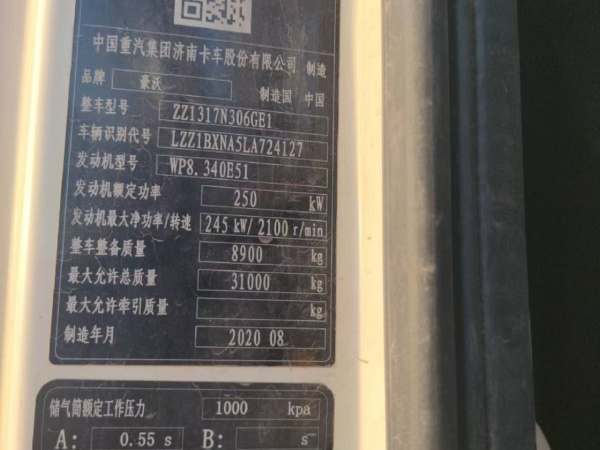 中国重汽集团济南卡车股份有限公司 制造
品牌 豪沃 制造国 中国
整车型号 ZZ1317N306GE1
车辆识别代号 LZZ1BXNA5LA724127
发动机型号 WP8.340E51
发动机额定功率 250 kW
发动机最大净功率/转速 245 kW/ 2100 r/min
整车整备质量 8900 kg
最大允许总质量 31000 kg
最大允许牵引质量 kg
制造年月 2020 08
储气筒额定工作压力 1000 kpa
A: 0.55 s B: s